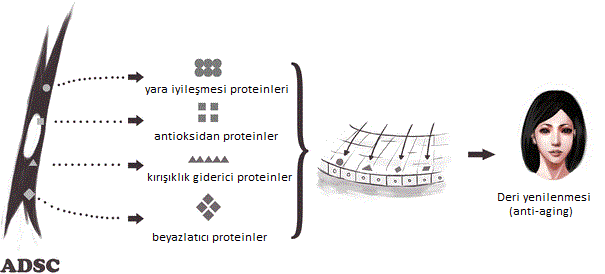 yara iyileşmesi proteinleri
antioksidan proteinler
kırışıklık giderici proteinler
beyazlatıcı proteinler
ADSC
Deri yenilenmesi
(anti-aging)